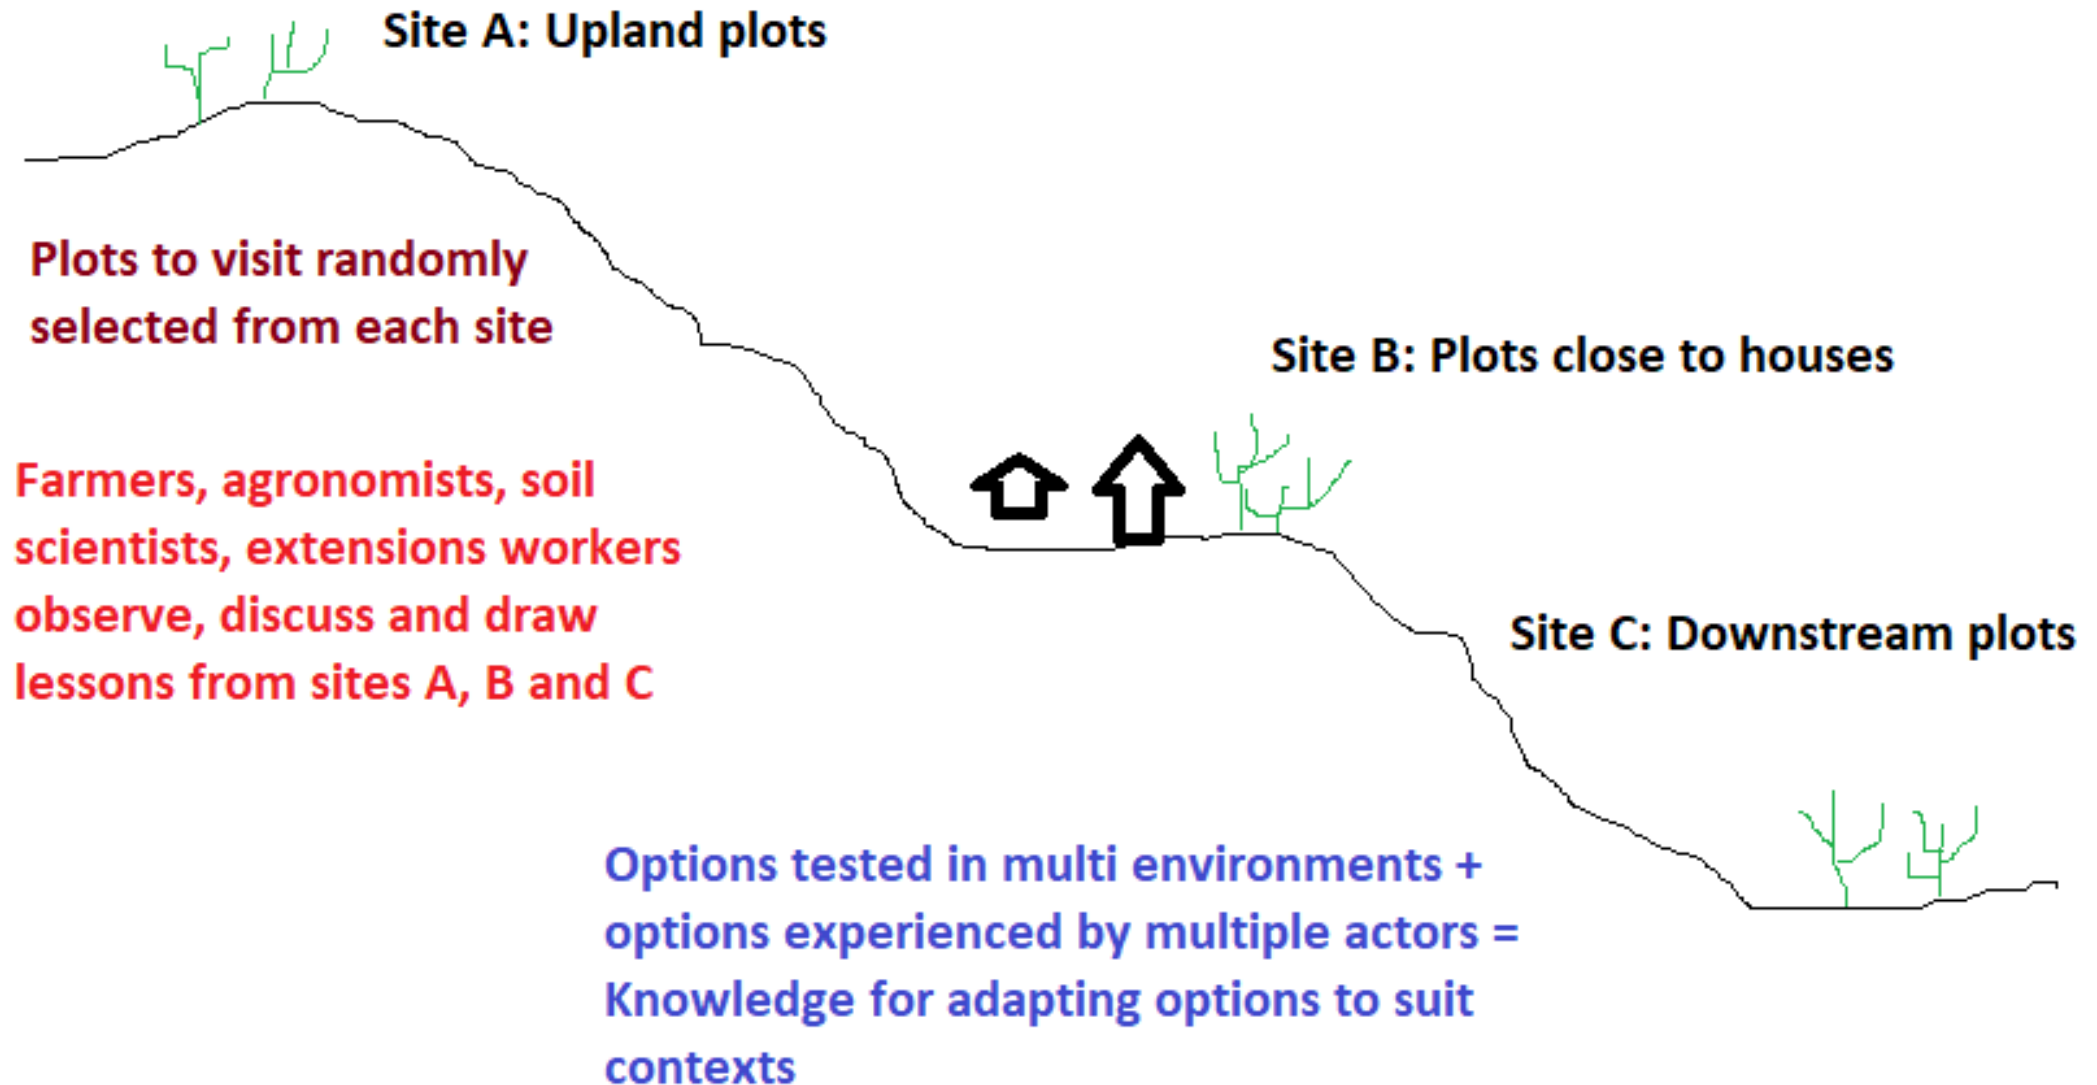 Site A: Upland plots
Plots to visit randomly
selected from each site
Site B: Plots close to houses
Farmers, agronomists, soil
scientists, extensions workers
observe, discuss and draw
lessons from sites A, B and C
Site C: Downstream plots
Options tested in multi environments +
options experienced by multiple actors =
Knowledge for adapting options to suit
contexts